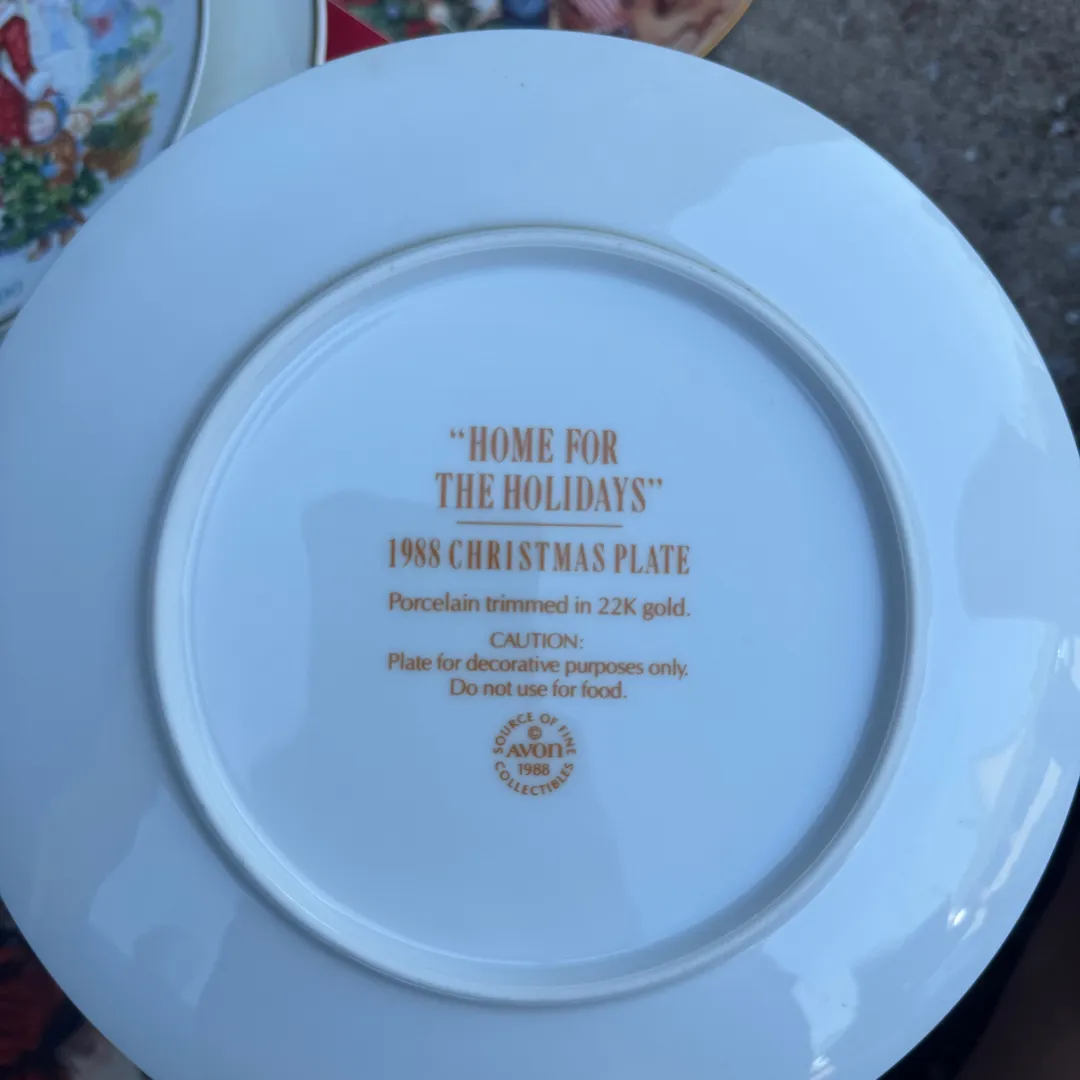 “HOME FOR
THE HOLIDAYS”
1988 CHRISTMAS PLATE
Porcelain trimmed in 22K gold.
CAUTION:
Plate for decorative purposes only.
Do not use for food.
SOURCE OF FINE
©
AVON
1988
COLLECTIBLES